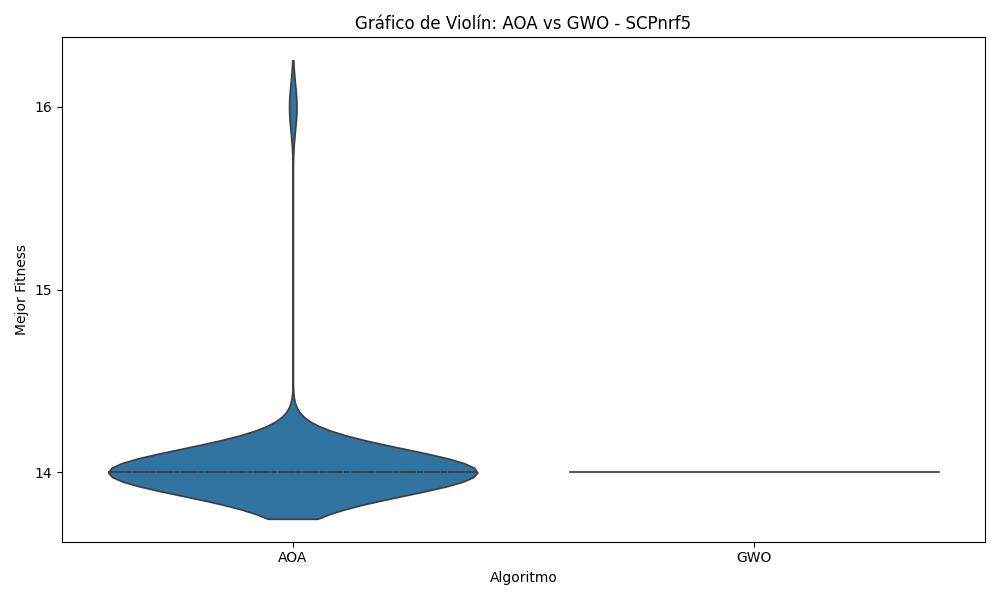 Gráfico de Violín: AOA vs GWO - SCPnrf5
Mejor Fitness
16
15
14
AOA
GWO
Algoritmo